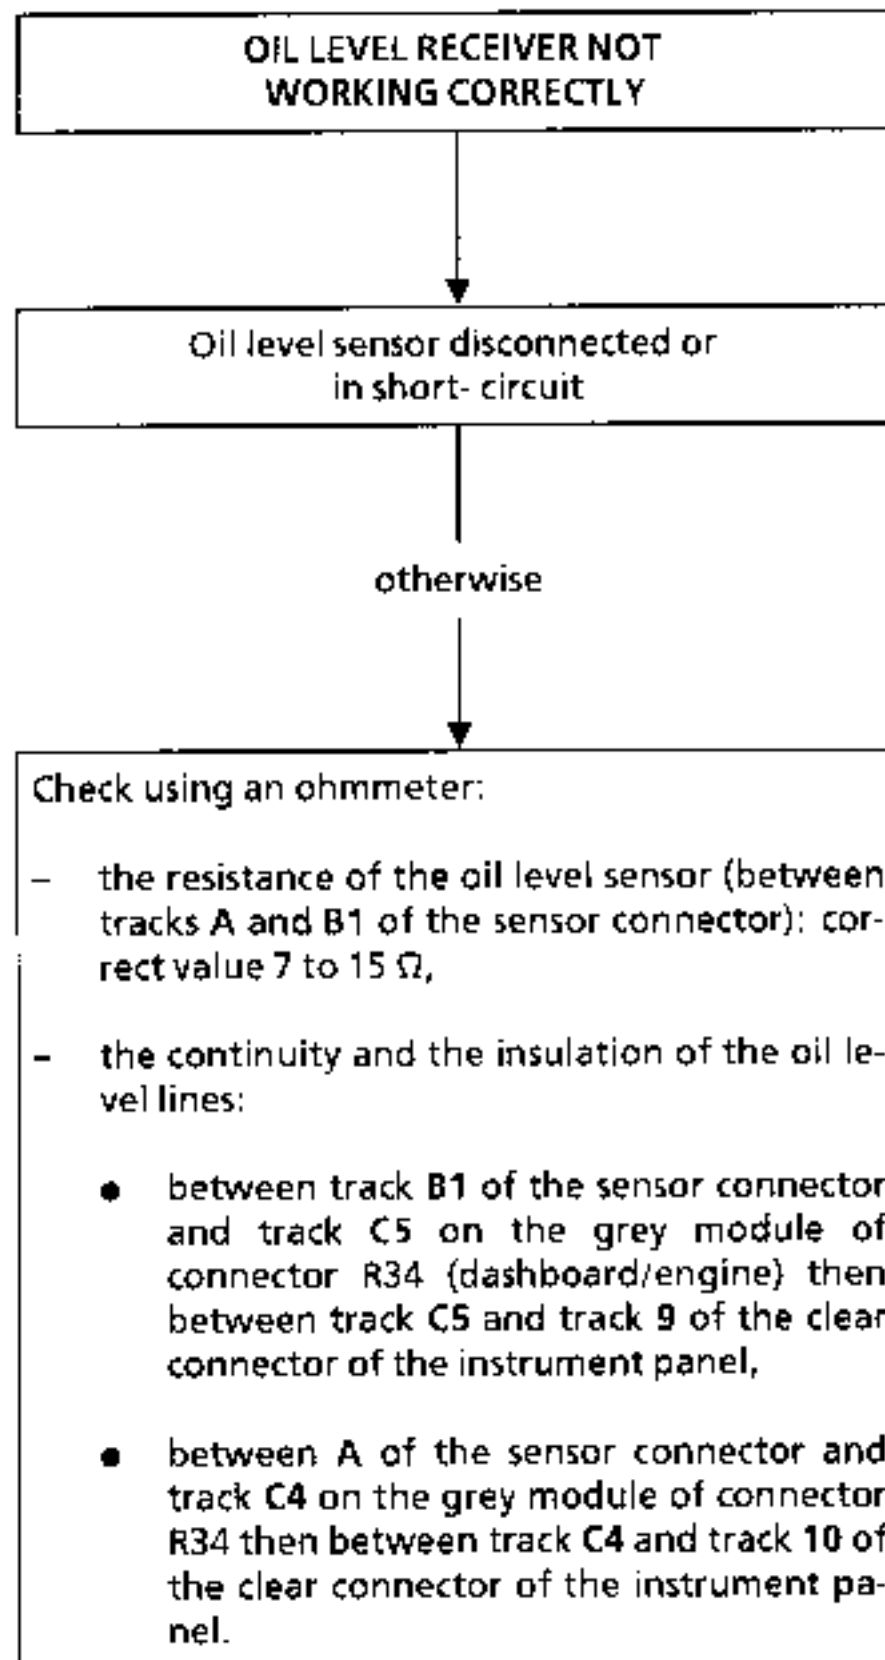 OIL LEVEL RECEIVER NOT
WORKING CORRECTLY
Oil level sensor disconnected or
in short- circuit
otherwise
Check using an ohmmeter:
– the resistance of the oil level sensor (between
tracks A and B1 of the sensor connector): cor-
rect value 7 to 15 Ω,
– the continuity and the insulation of the oil le-
vel lines:
● between track B1 of the sensor connector
and track C5 on the grey module of
connector R34 (dashboard/engine) then
between track C5 and track 9 of the clear
connector of the instrument panel,
● between A of the sensor connector and
track C4 on the grey module of connector
R34 then between track C4 and track 10 of
the clear connector of the instrument pa-
nel.